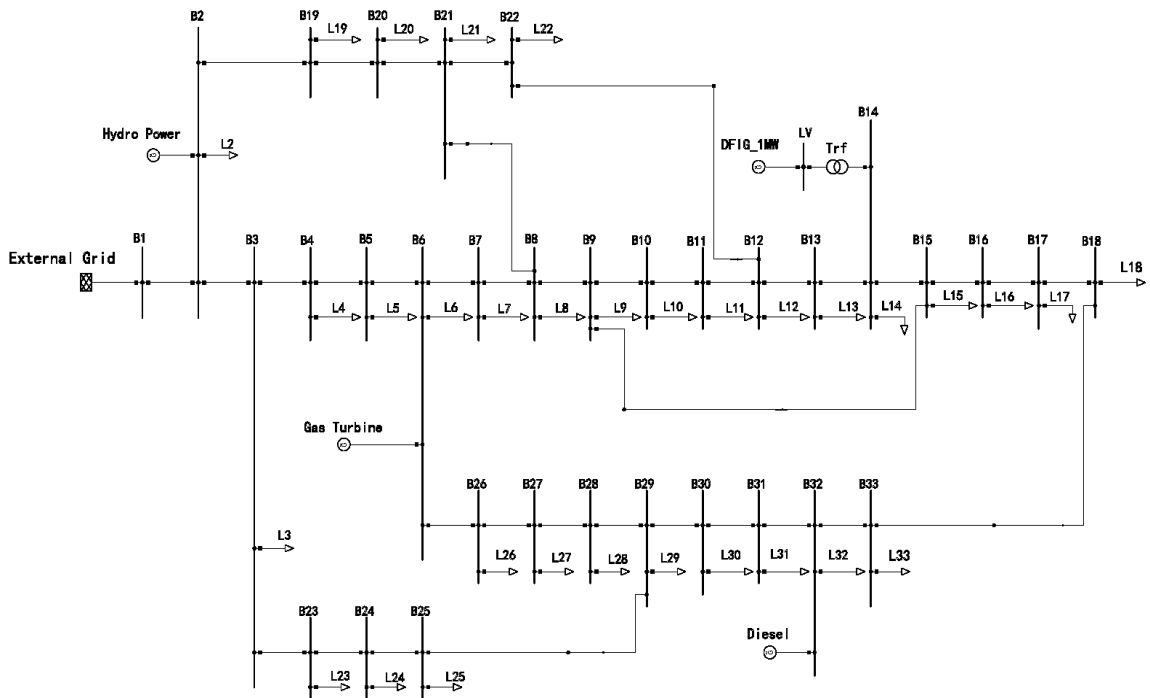 B2
B19
L19
B20
L20
B21
L21
B22
L22
Hydro Power
L2
DFIG_1MW
LV
Trf
B14
External Grid
B1
B3
B4
B5
B6
B7
B8
B9
B10
B11
B12
B13
B15
B16
B17
B18
L18
L4
L5
L6
L7
L8
L9
L10
L11
L12
L13
L14
L15
L16
L17
Gas Turbine
B26
B27
B28
B29
B30
B31
B32
B33
L3
L26
L27
L28
L29
L30
L31
L32
L33
B23
B24
B25
Diesel
L23
L24
L25